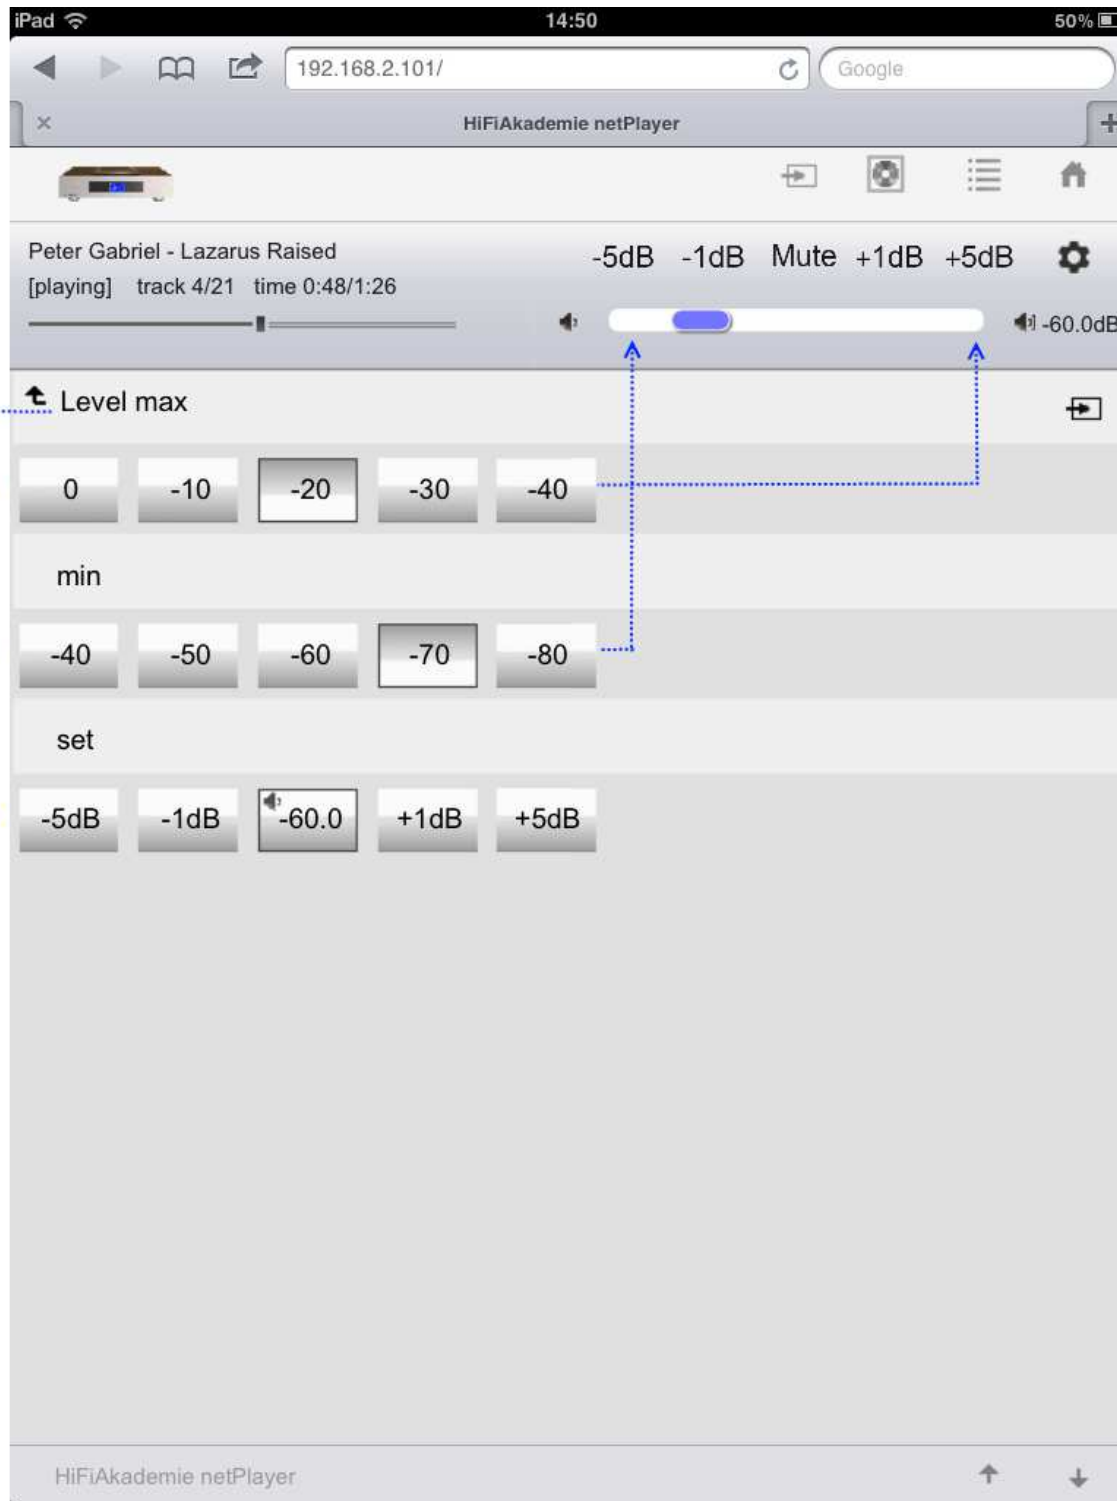 iPad 14:50 50%
192.168.2.101/ Google
HiFiAkademie netPlayer
Peter Gabriel - Lazarus Raised
[playing] track 4/21 time 0:48/1:26
-5dB -1dB Mute +1dB +5dB
-60.0dB
Level max
0 -10 -20 -30 -40
min
-40 -50 -60 -70 -80
set
-5dB -1dB -60.0 +1dB +5dB
HiFiAkademie netPlayer